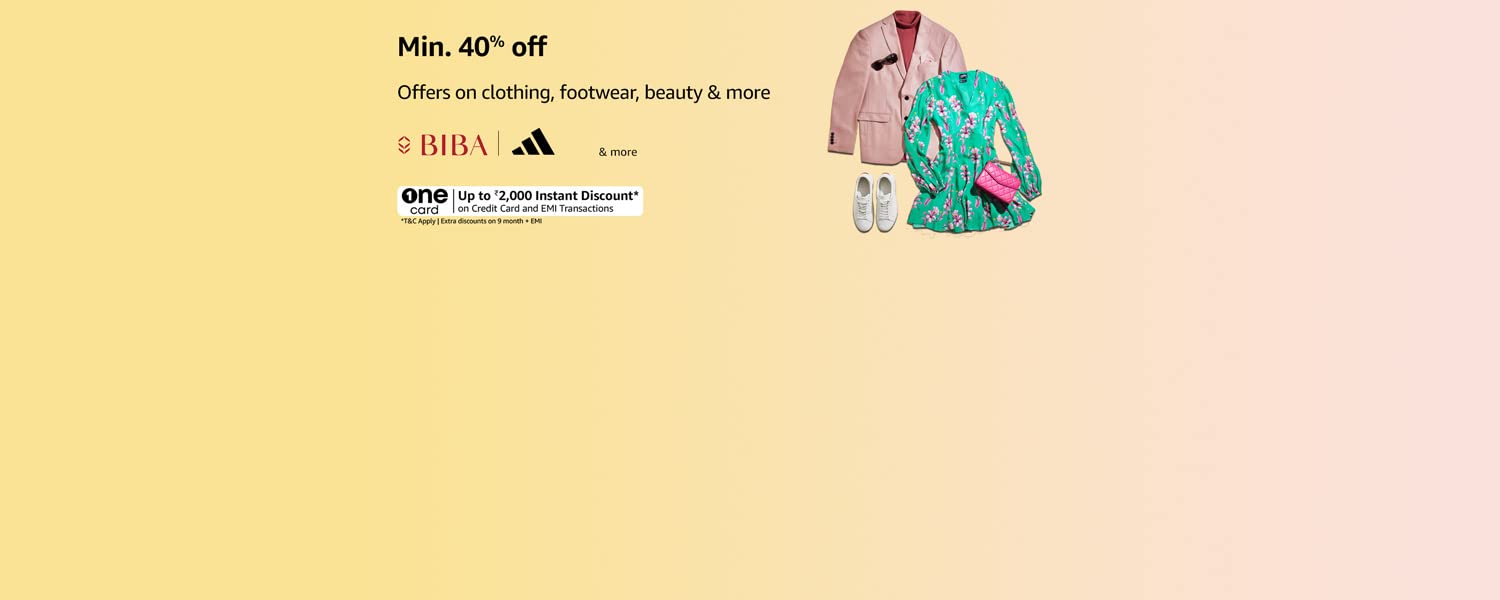 Min. 40% off
Offers on clothing, footwear, beauty & more
BIBA
& more
one card
Up to ₹2,000 Instant Discount*
on Credit Card and EMI Transactions
*T&C Apply | Extra discounts on 9 month + EMI